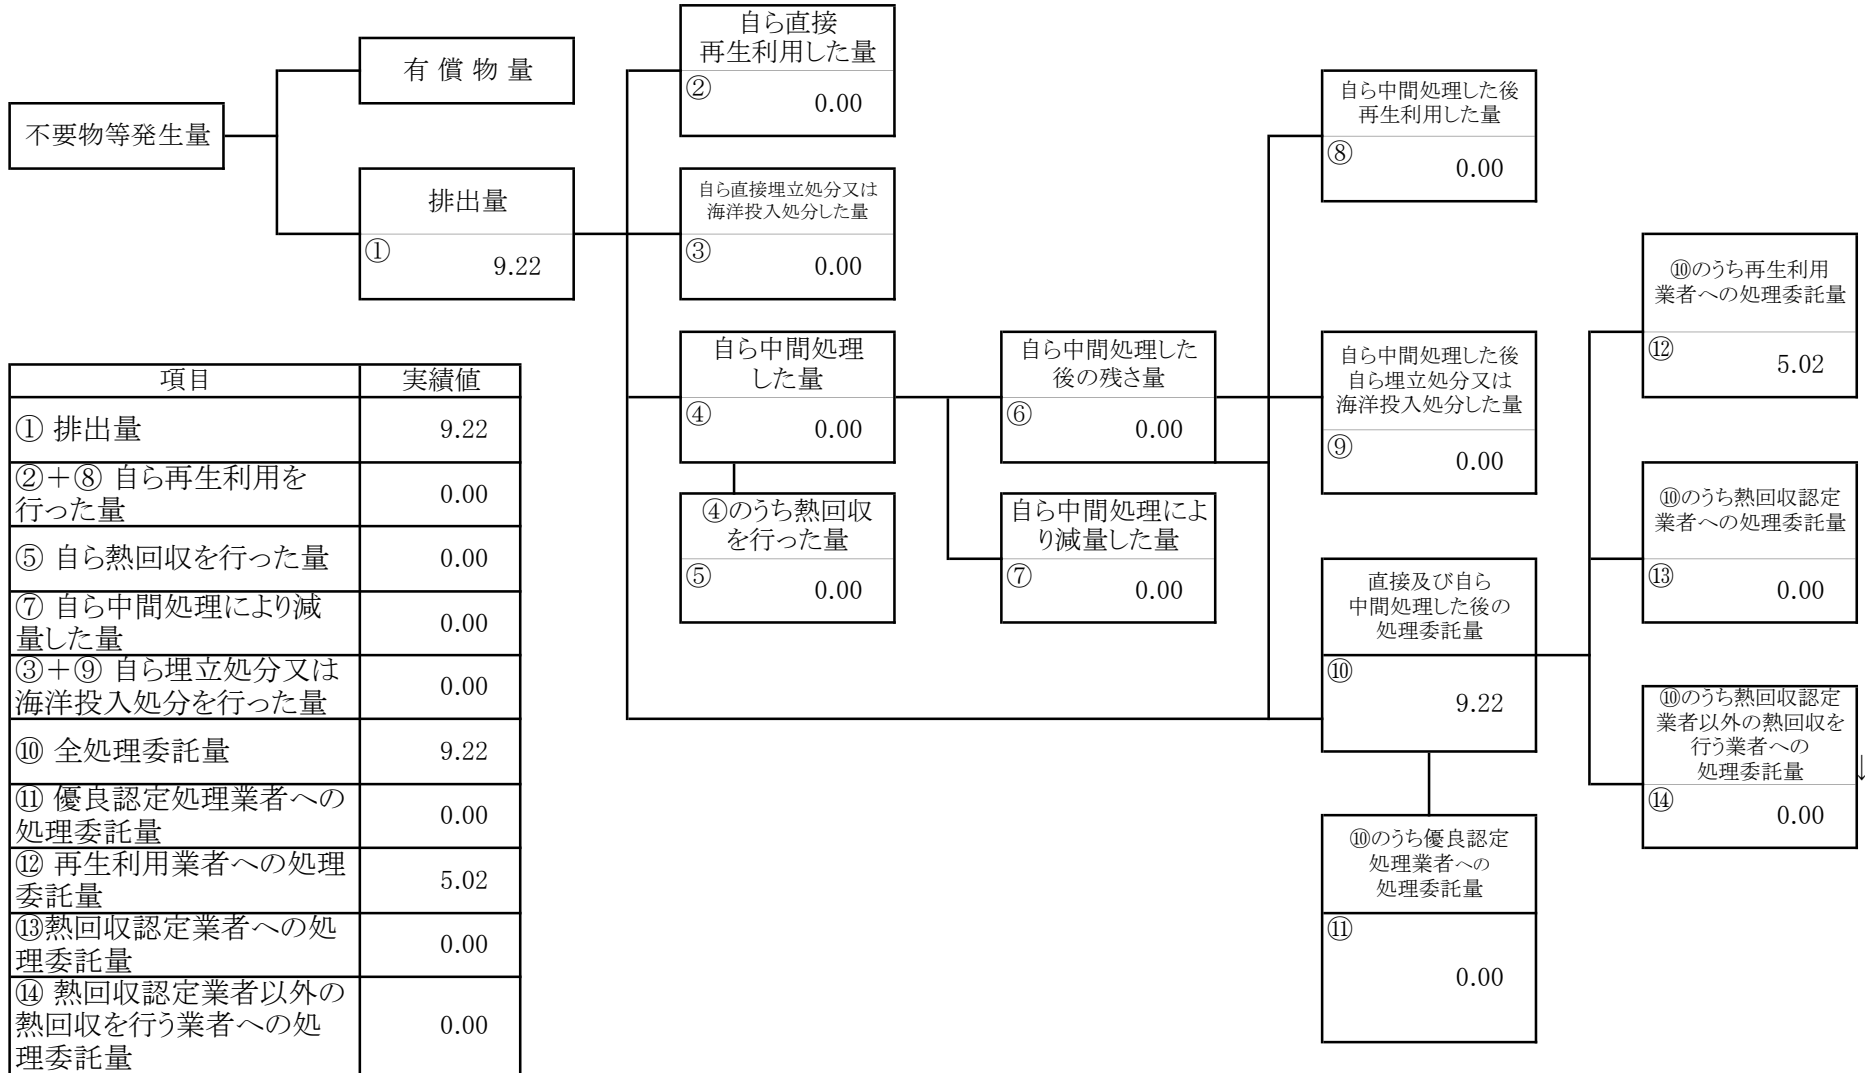 不要物等発生量
有 償 物 量
排出量
①
9.22
自ら直接
再生利用した量
②
0.00
自ら直接埋立処分又は
海洋投入処分した量
③
0.00
自ら中間処理
した量
④
0.00
④のうち熱回収
を行った量
⑤
0.00
自ら中間処理した
後の残さ量
⑥
0.00
自ら中間処理によ
り減量した量
⑦
0.00
自ら中間処理した後
再生利用した量
⑧
0.00
自ら中間処理した後
自ら埋立処分又は
海洋投入処分した量
⑨
0.00
直接及び自ら
中間処理した後の
処理委託量
⑩
9.22
⑩のうち優良認定
処理業者への
処理委託量
⑪
0.00
⑩のうち再生利用
業者への処理委託量
⑫
5.02
⑩のうち熱回収認定
業者への処理委託量
⑬
0.00
⑩のうち熱回収認定
業者以外の熱回収を
行う業者への
処理委託量
↓
⑭
0.00
項目 実績値
① 排出量 9.22
②＋⑧ 自ら再生利用を
行った量 0.00
⑤ 自ら熱回収を行った量 0.00
⑦ 自ら中間処理により減
量した量 0.00
③＋⑨ 自ら埋立処分又は
海洋投入処分を行った量 0.00
⑩ 全処理委託量 9.22
⑪ 優良認定処理業者への
処理委託量 0.00
⑫ 再生利用業者への処理
委託量 5.02
⑬熱回収認定業者への処
理委託量 0.00
⑭ 熱回収認定業者以外の
熱回収を行う業者への処
理委託量 0.00